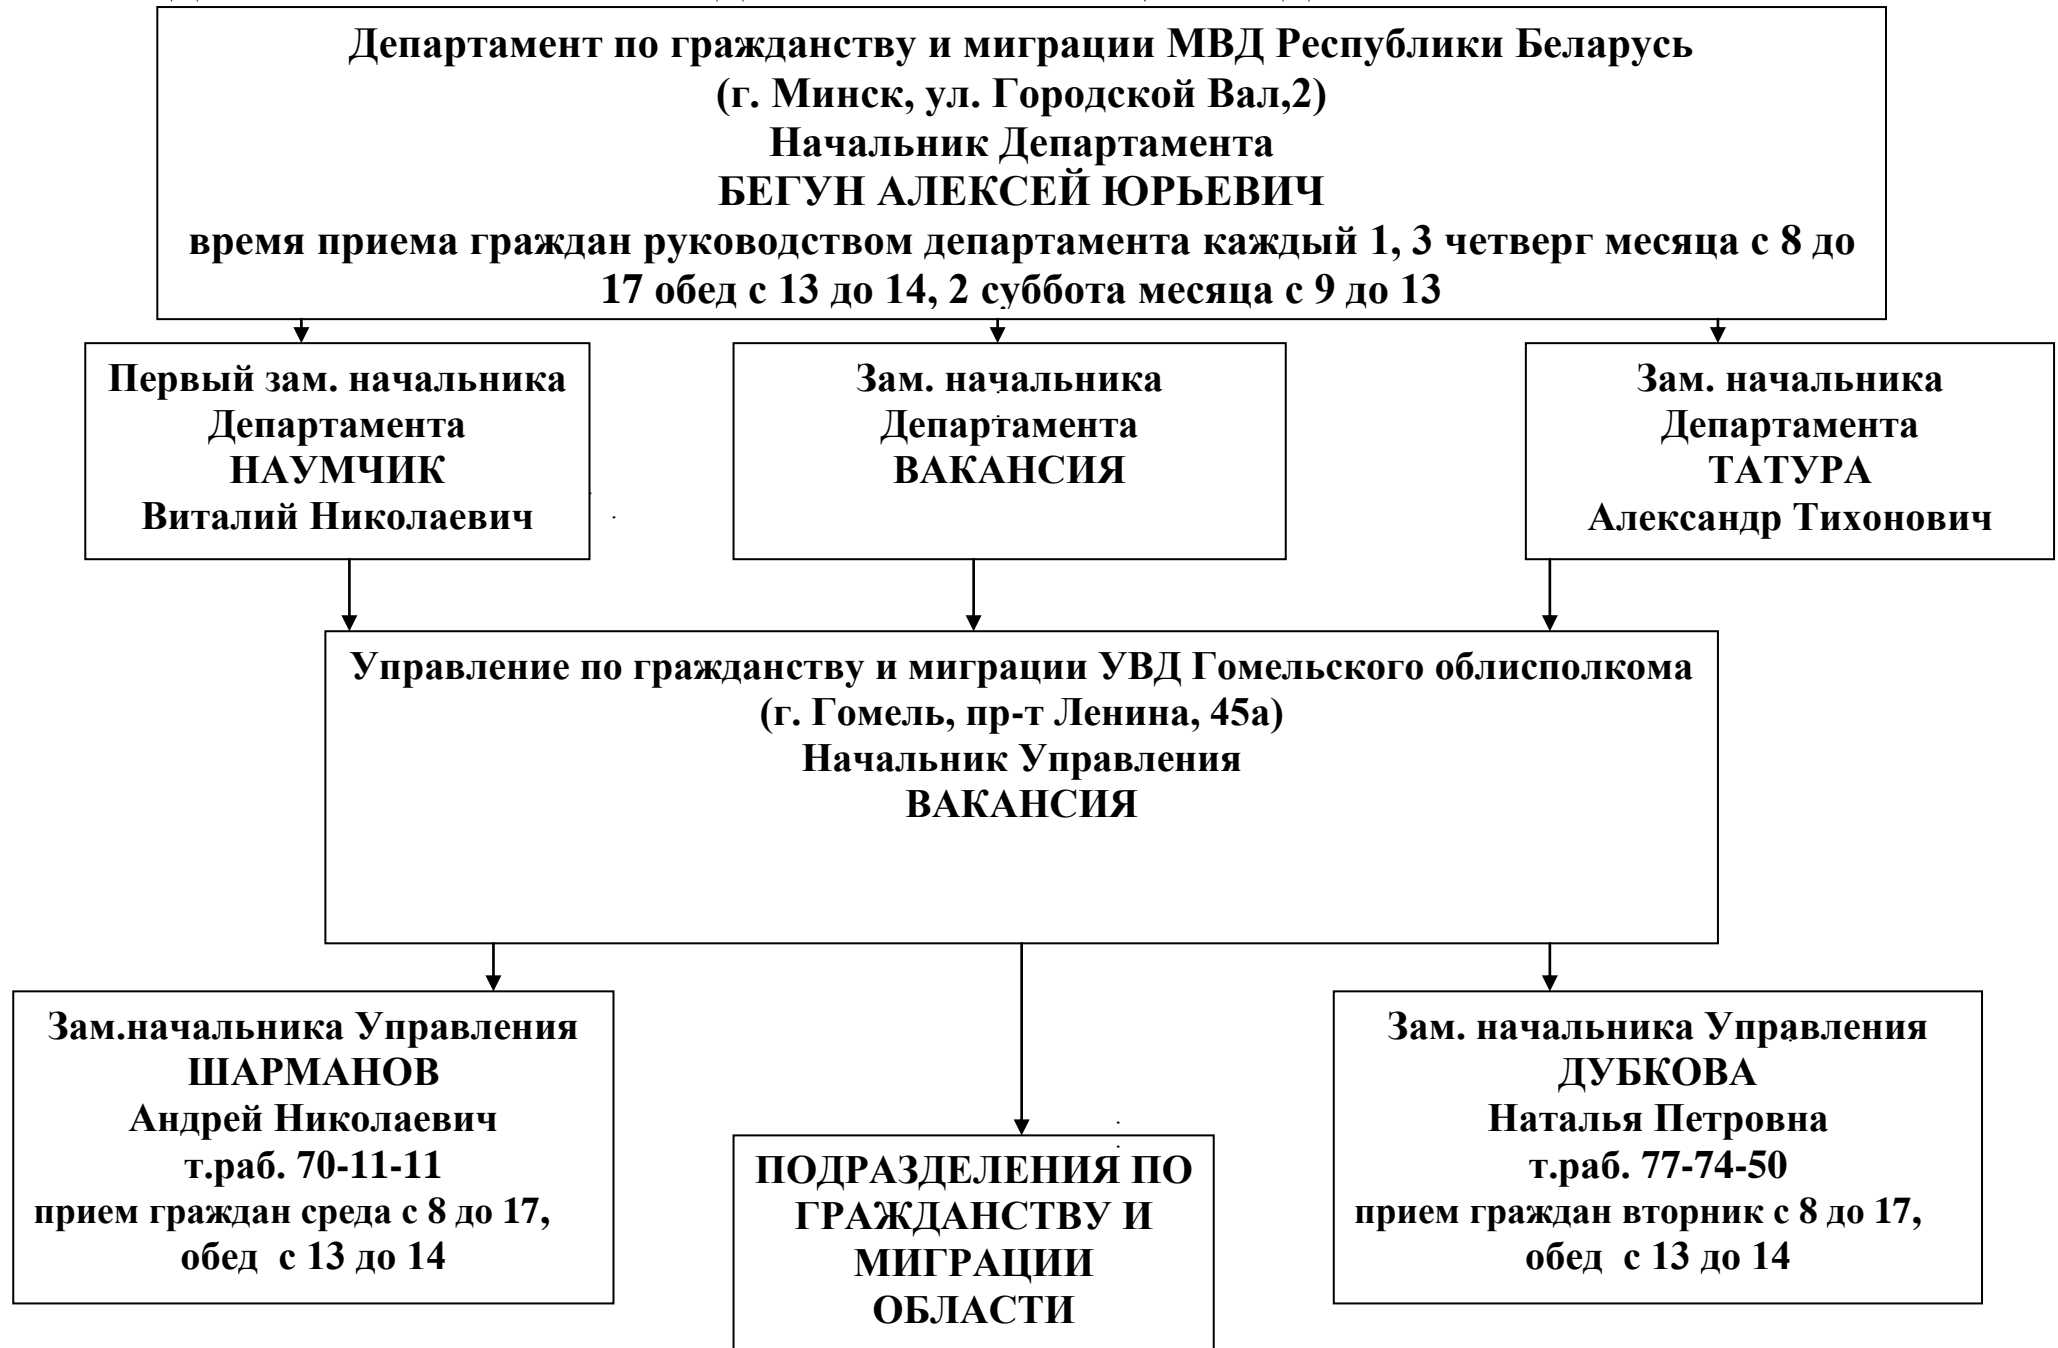 Департамент по гражданству и миграции МВД Республики Беларусь
(г. Минск, ул. Городской Вал,2)
Начальник Департамента
БЕГУН АЛЕКСЕЙ ЮРЬЕВИЧ
время приема граждан руководством департамента каждый 1, 3 четверг месяца с 8 до
17 обед с 13 до 14, 2 суббота месяца с 9 до 13
Первый зам. начальника
Департамента
НАУМЧИК
Виталий Николаевич
Зам. начальника
Департамента
ВАКАНСИЯ
Зам. начальника
Департамента
ТАТУРА
Александр Тихонович
Управление по гражданству и миграции УВД Гомельского облисполкома
(г. Гомель, пр-т Ленина, 45а)
Начальник Управления
ВАКАНСИЯ
Зам.начальника Управления
ШАРМАНОВ
Андрей Николаевич
т.раб. 70-11-11
прием граждан среда с 8 до 17,
обед с 13 до 14
ПОДРАЗДЕЛЕНИЯ ПО
ГРАЖДАНСТВУ И
МИГРАЦИИ
ОБЛАСТИ
Зам. начальника Управления
ДУБКОВА
Наталья Петровна
т.раб. 77-74-50
прием граждан вторник с 8 до 17,
обед с 13 до 14